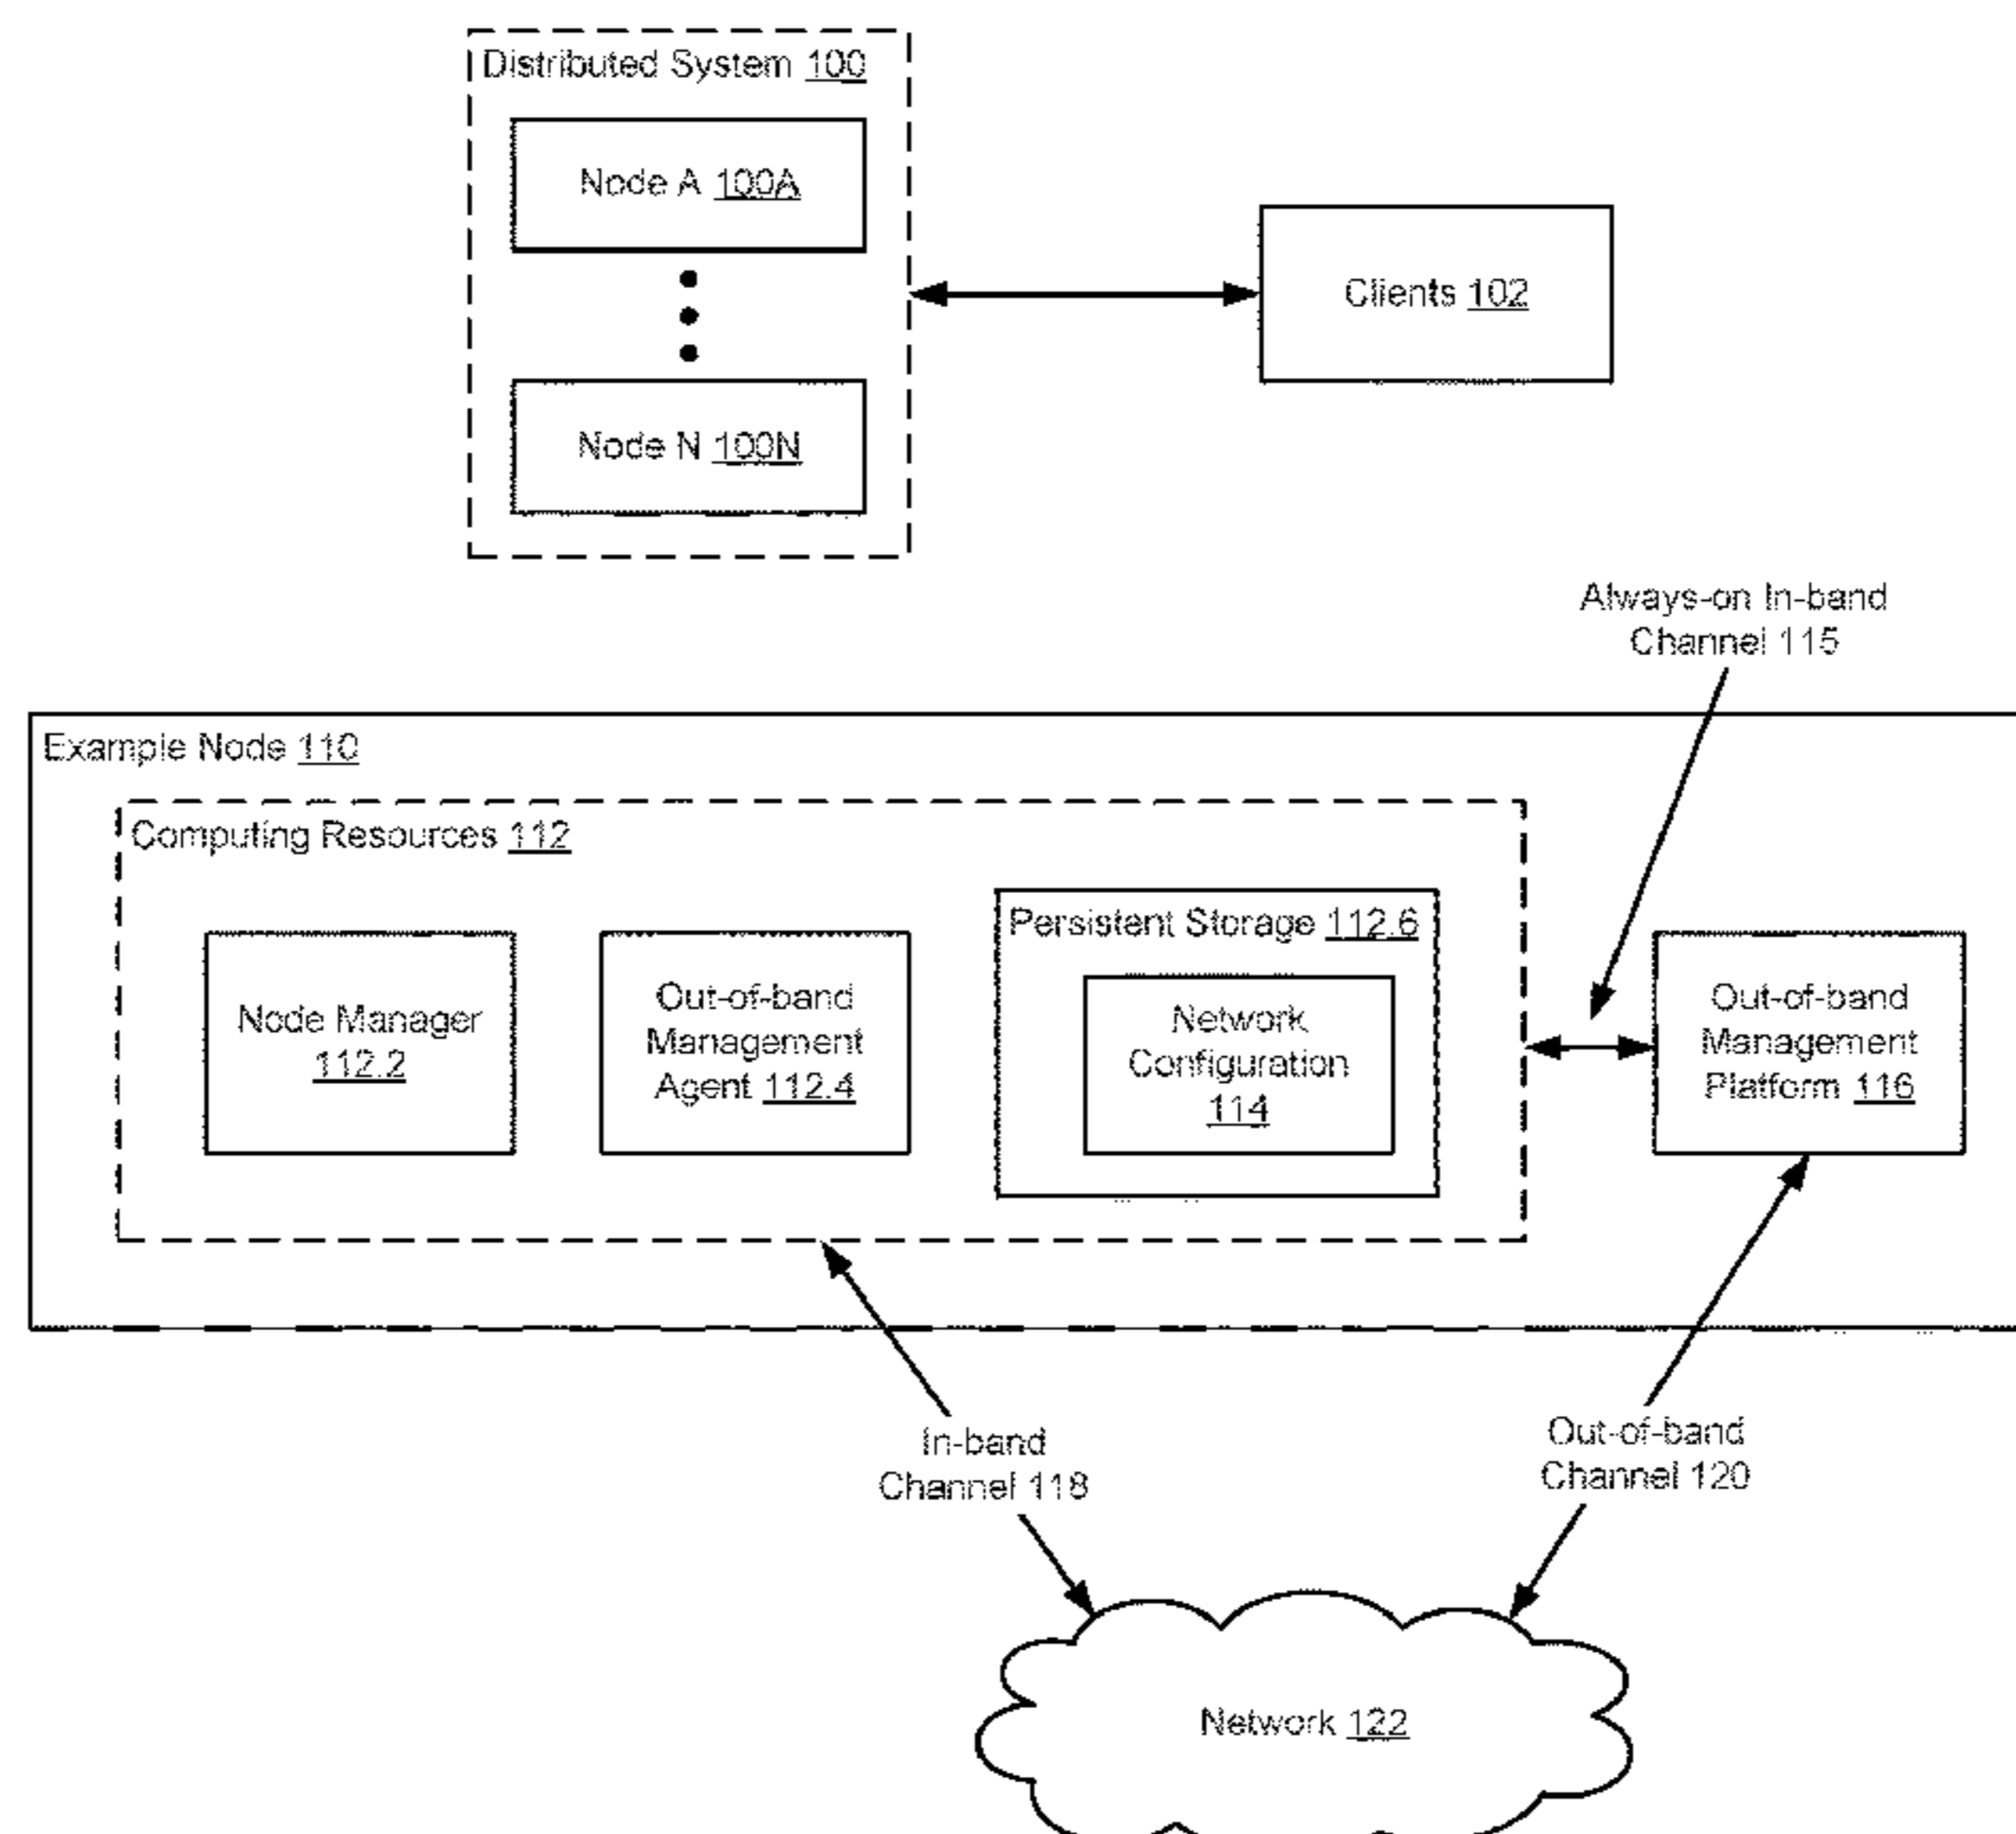 Distributed System 100
Node A 100A
Node N 100N
Clients 102
Always-on In-band
Channel 115
Example Node 110
Computing Resources 112
Node Manager
112.2
Out-of-band
Management
Agent 112.4
Persistent Storage 112.6
Network
Configuration
114
Out-of-band
Management
Platform 116
In-band
Channel 118
Out-of-band
Channel 120
Network 122